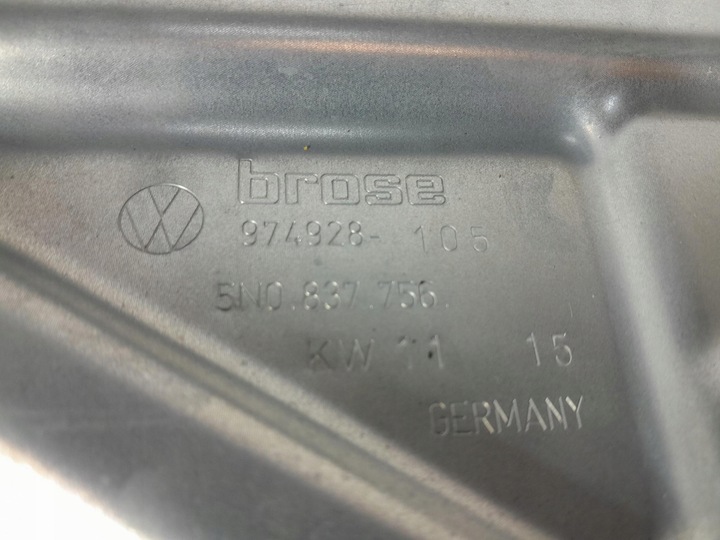 brose
974928- 105
5N0.837.756.
KW 11 15
GERMANY